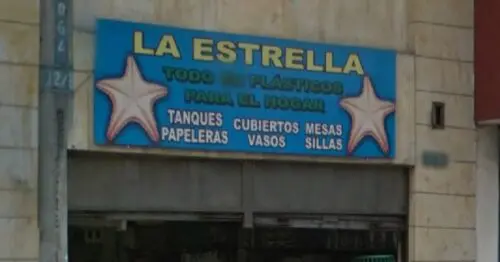 LA ESTRELLA
TODO EN PLÁSTICOS
PARA EL HOGAR
TANQUES CUBIERTOS MESAS
PAPELERAS VASOS SILLAS